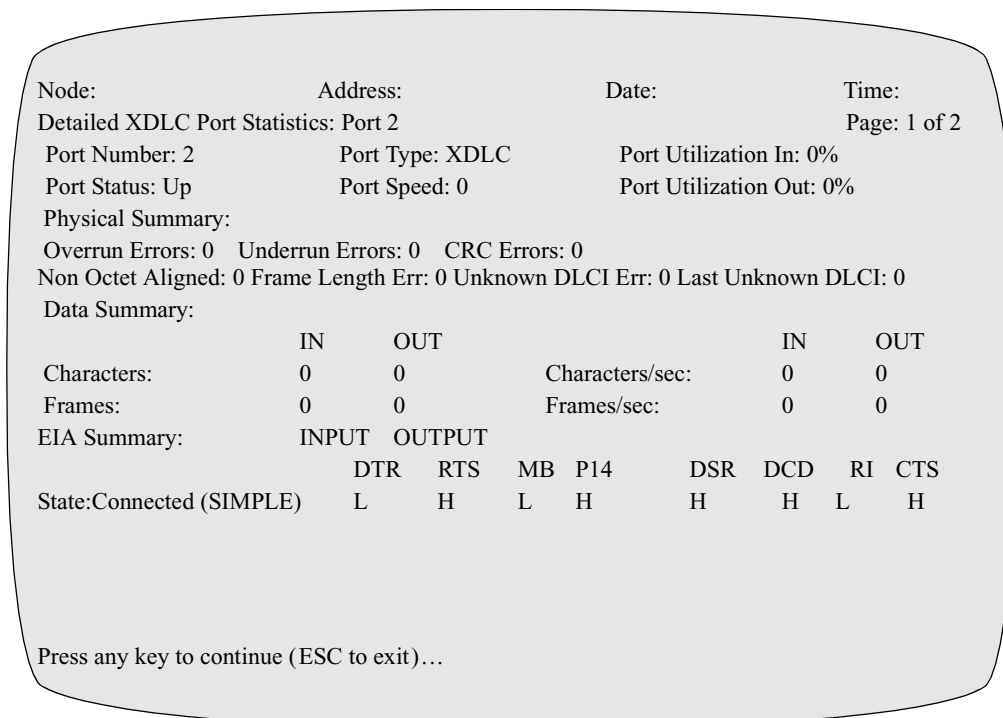 Node: Address: Date: Time:
Detailed XDLC Port Statistics: Port 2 Page: 1 of 2
Port Number: 2 Port Type: XDLC Port Utilization In: 0%
Port Status: Up Port Speed: 0 Port Utilization Out: 0%
Physical Summary:
Overrun Errors: 0 Underrun Errors: 0 CRC Errors: 0
Non Octet Aligned: 0 Frame Length Err: 0 Unknown DLCI Err: 0 Last Unknown DLCI: 0
Data Summary:
IN OUT IN OUT
Characters: 0 0 Characters/sec: 0 0
Frames: 0 0 Frames/sec: 0 0
EIA Summary: INPUT OUTPUT
DTR RTS MB P14 DSR DCD RI CTS
State:Connected (SIMPLE) L H L H H H L H
Press any key to continue (ESC to exit)…